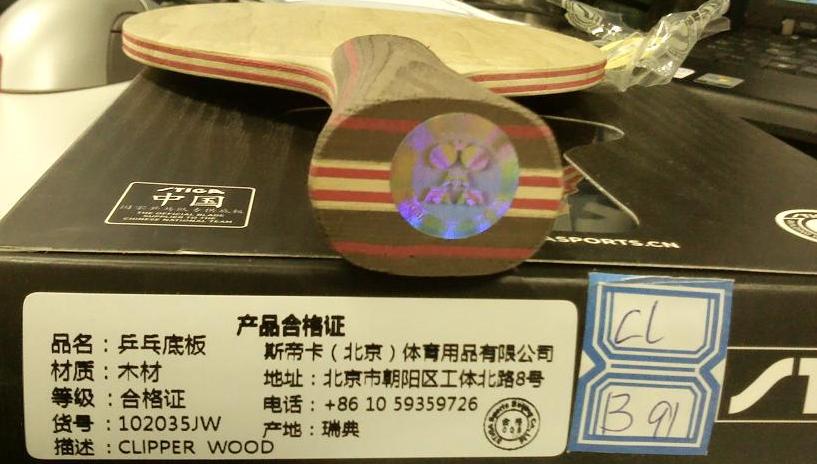 STIGA
中国
国家乒乓球队专供底板
THE OFFICIAL BLADE
SUPPLIER TO THE
CHINESE NATIONAL TEAM
ASPORTS.CN
产品合格证
品名：乒乓底板
材质：木材
等级：合格证
货号：102035JW
描述：CLIPPER WOOD
斯帝卡（北京）体育用品有限公司
地址：北京市朝阳区工体北路8号
电话：+86 10 59359726
产地：瑞典
CL
B 91
ST